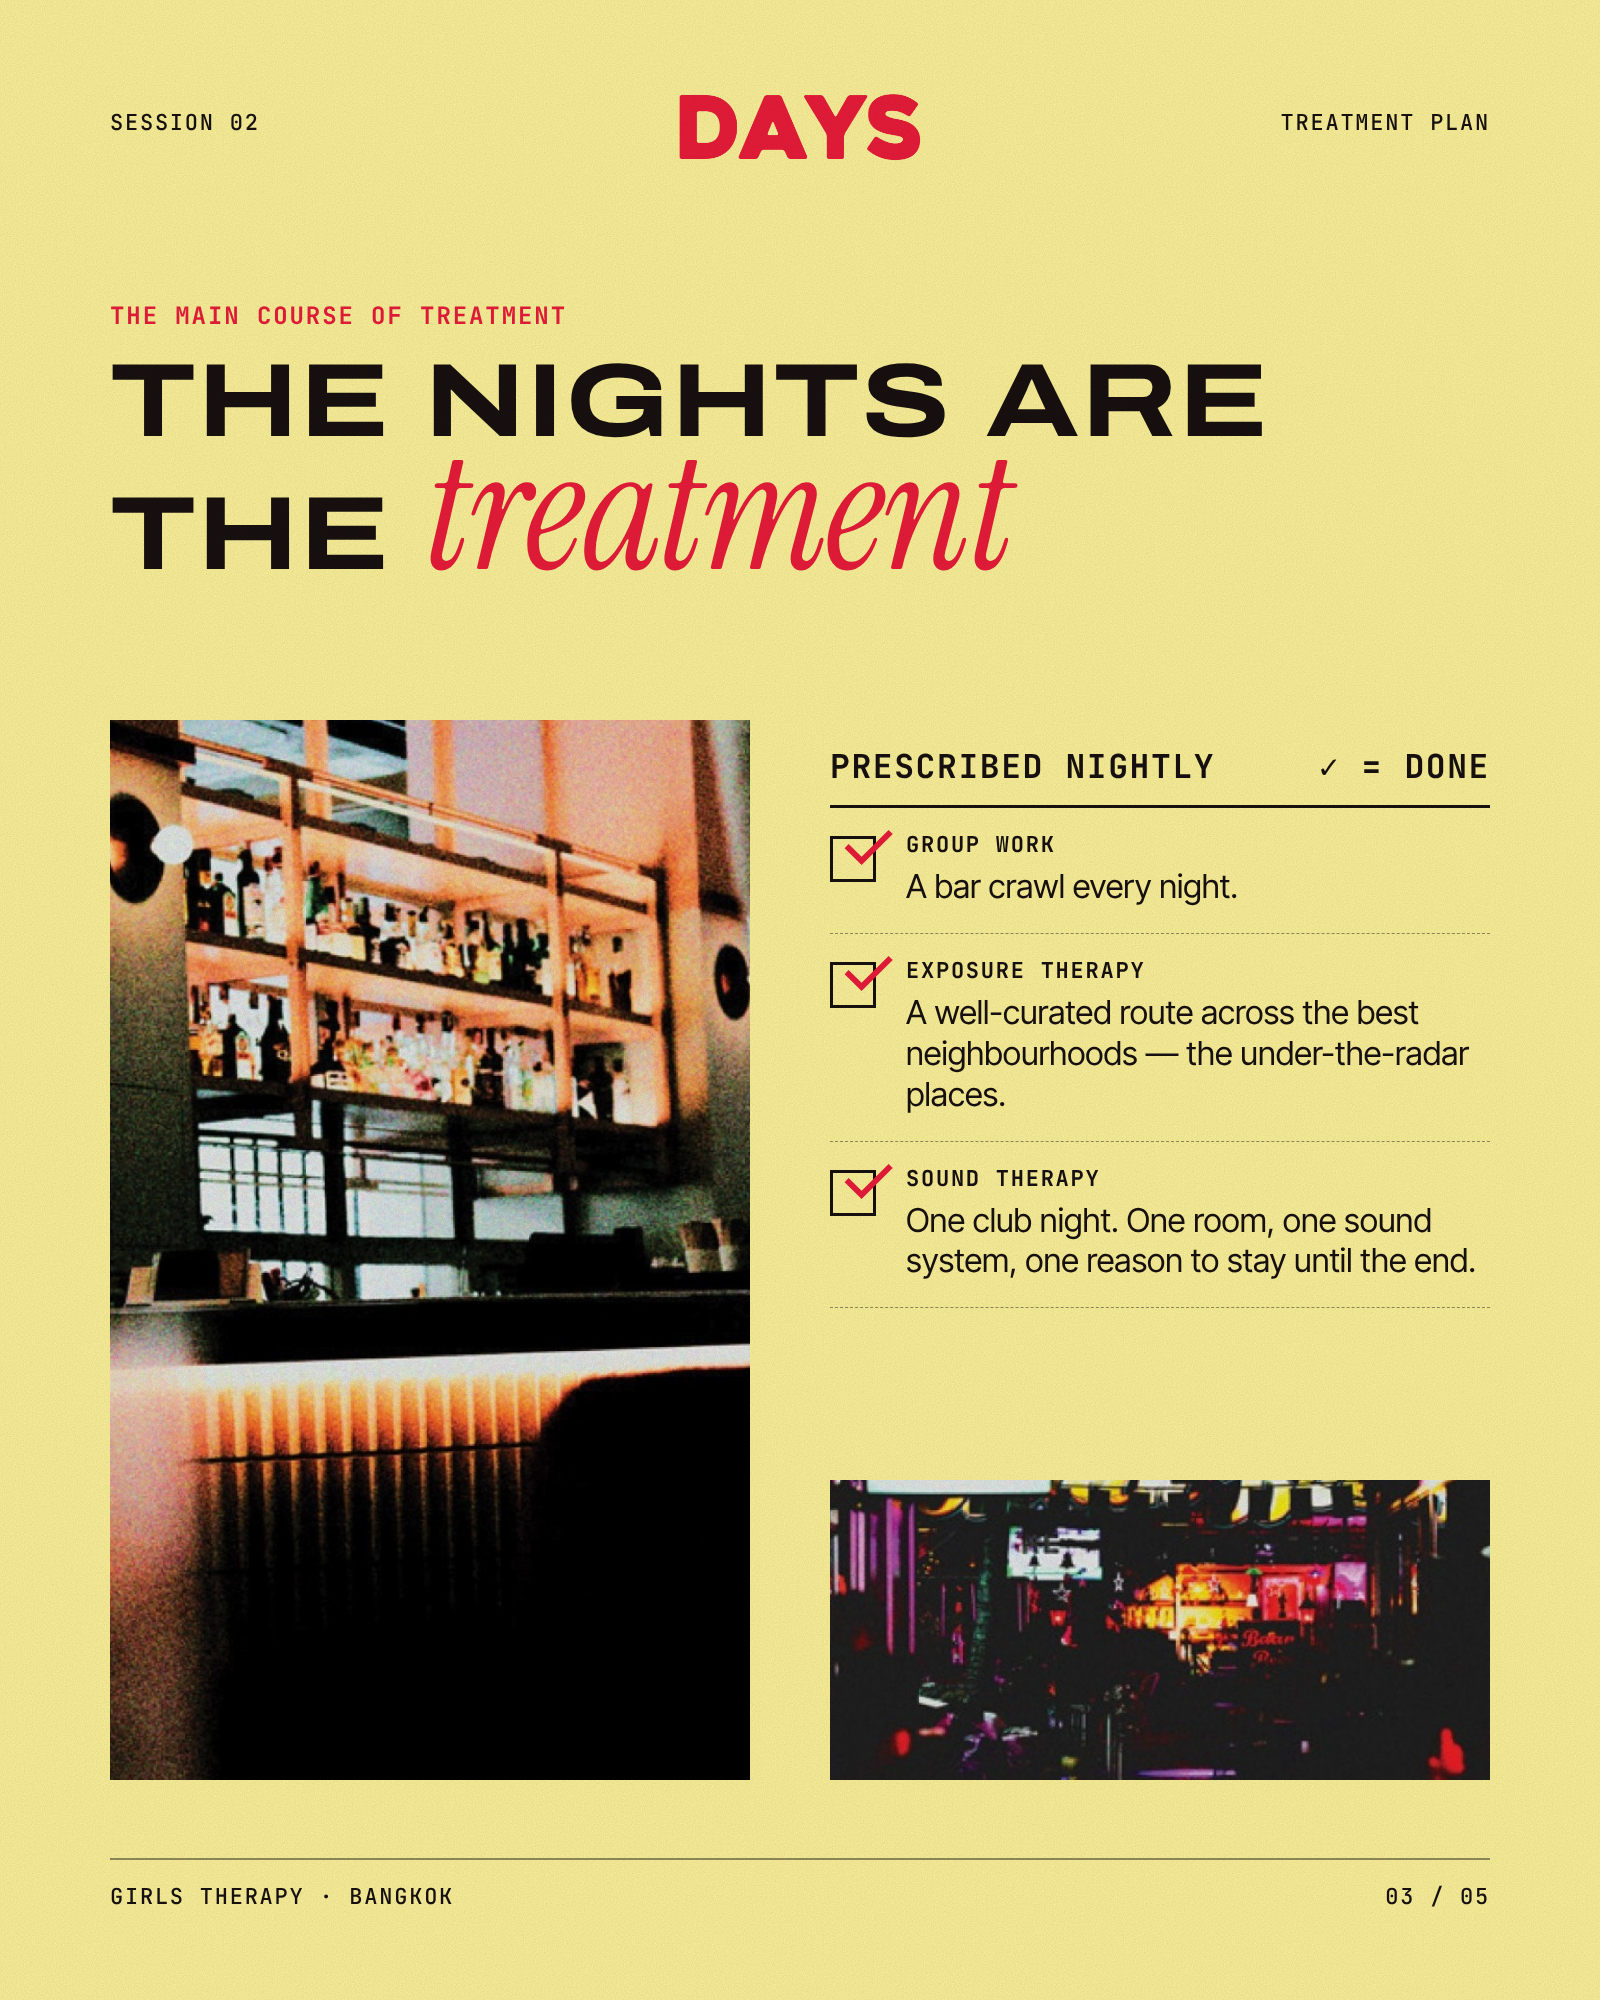 SESSION 02
DAYS
TREATMENT PLAN
THE MAIN COURSE OF TREATMENT
THE NIGHTS ARE
THE treatment
PRESCRIBED NIGHTLY
✓ = DONE
GROUP WORK
A bar crawl every night.
EXPOSURE THERAPY
A well-curated route across the best
neighbourhoods — the under-the-radar
places.
SOUND THERAPY
One club night. One room, one sound
system, one reason to stay until the end.
GIRLS THERAPY · BANGKOK
03 / 05